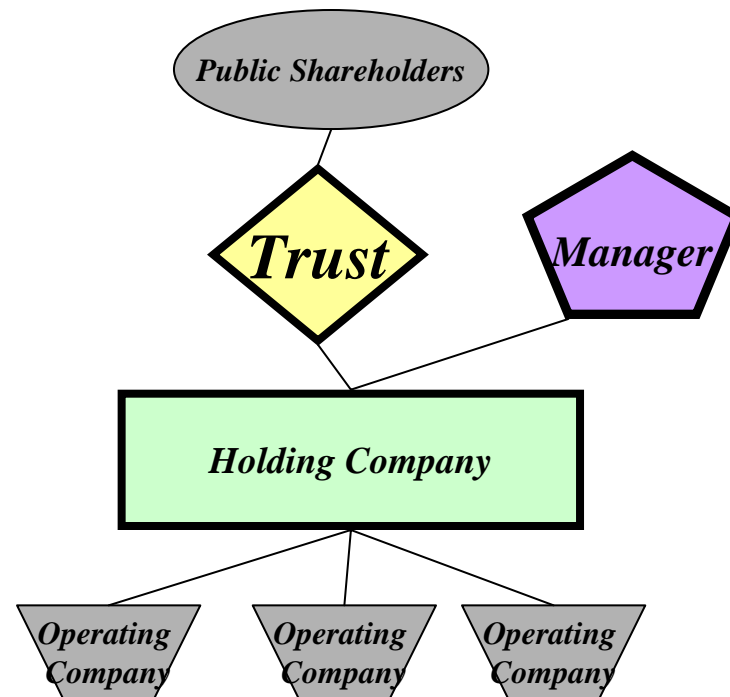 Public Shareholders
Trust
Manager
Holding Company
Operating
Company
Operating
Company
Operating
Company